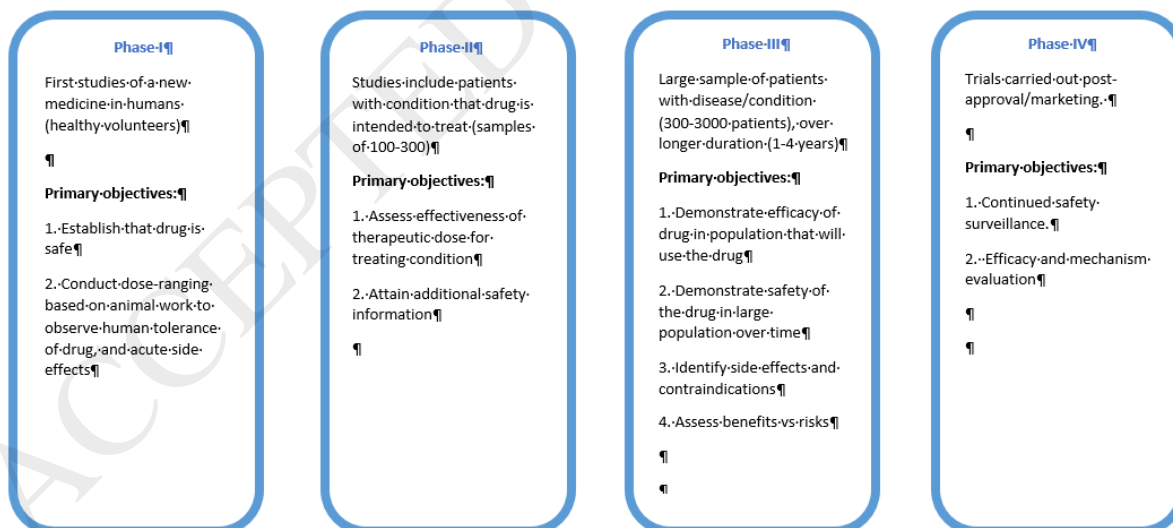 Phase·I¶
First·studies·of·a·new·
medicine·in·humans·
(healthy·volunteers)¶
¶
Primary·objectives:¶
1.·Establish·that·drug·is·
safe¶
2.·Conduct·dose-ranging·
based·on·animal·work·to·
observe·human·tolerance·
of·drug,·and·acute·side·
effects¶
Phase·II¶
Studies·include·patients·
with·condition·that·drug·is·
intended·to·treat·(samples·
of·100-300)¶
Primary·objectives:¶
1.·Assess·effectiveness·of·
therapeutic·dose·for·
treating·condition¶
2.·Attain·additional·safety·
information¶
¶
Phase·III¶
Large·sample·of·patients·
with·disease/condition·
(300-3000·patients),·over·
longer·duration·(1-4·years)¶
Primary·objectives:¶
1.·Demonstrate·efficacy·of·
drug·in·population·that·will·
use·the·drug¶
2.·Demonstrate·safety·of·
the·drug·in·large·
population·over·time¶
3.·Identify·side·effects·and·
contraindications¶
4.·Assess·benefits·vs·risks¶
¶
¶
Phase·IV¶
Trials·carried·out·post-
approval/marketing.·¶
¶
Primary·objectives:¶
1.·Continued·safety·
surveillance.¶
2.··Efficacy·and·mechanism·
evaluation¶
¶
¶
ACCEPTED